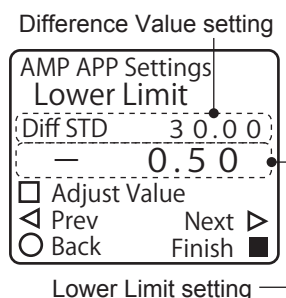 Difference Value setting
AMP APP Settings
Lower Limit
Diff STD 30.00
— 0.50
Adjust Value
Prev Next
Back Finish
Lower Limit setting